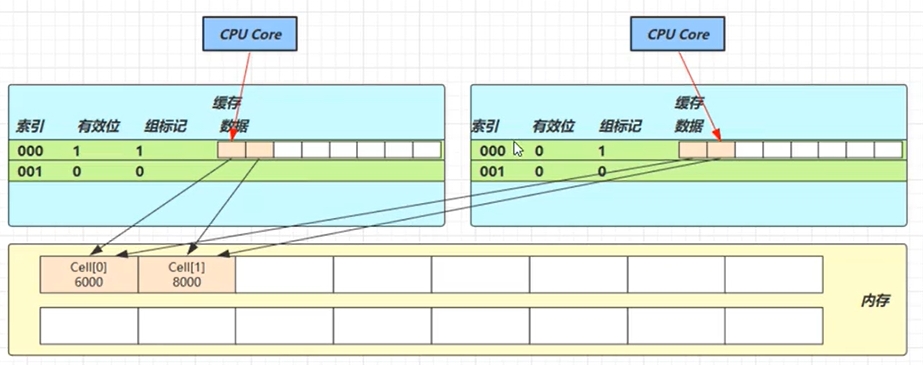 CPU Core
CPU Core
缓存
索引 有效位 组标记 数据
000 1 1
001 0 0
缓存
索引 有效位 组标记 数据
000 0 1
001 0 0
Cell[0] Cell[1]
6000 8000
内存